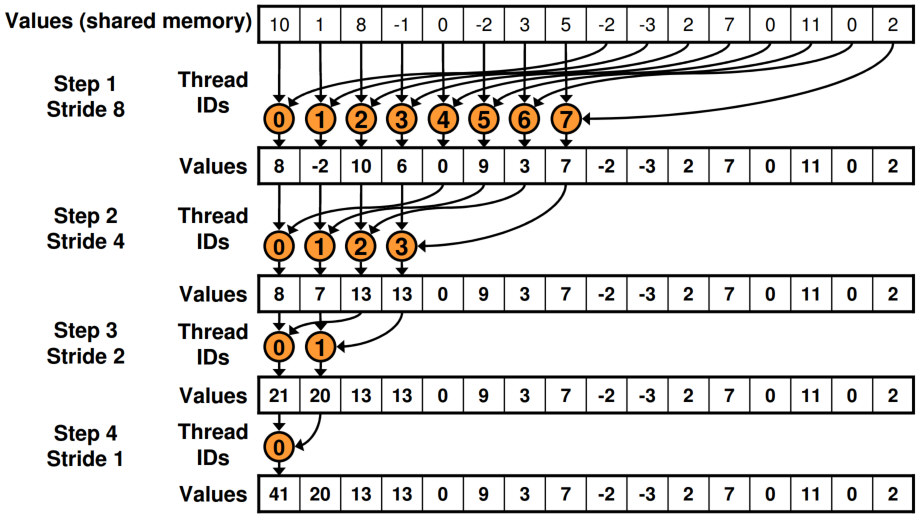 Values (shared memory) 10 1 8 -1 0 -2 3 5 -2 -3 2 7 0 11 0 2
Step 1
Stride 8
Thread
IDs
0 1 2 3 4 5 6 7
Values 8 -2 10 6 0 9 3 7 -2 -3 2 7 0 11 0 2
Step 2
Stride 4
Thread
IDs
0 1 2 3
Values 8 7 13 13 0 9 3 7 -2 -3 2 7 0 11 0 2
Step 3
Stride 2
Thread
IDs
0 1
Values 21 20 13 13 0 9 3 7 -2 -3 2 7 0 11 0 2
Step 4
Stride 1
Thread
IDs
0
Values 41 20 13 13 0 9 3 7 -2 -3 2 7 0 11 0 2